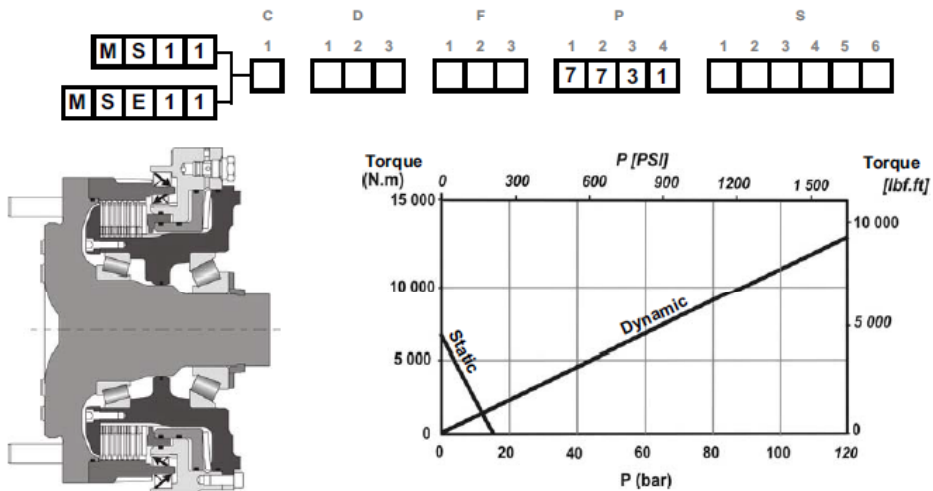 C D F P S
M S 1 1 1 1 2 3 1 2 3 1 2 3 4 1 2 3 4 5 6
7 7 3 1
M S E 1 1
Torque (N.m)
P [PSI]
Torque [lbf.ft]
0 300 600 900 1200 1 500
15 000
10 000
5 000
0
10 000
5 000
0
Static
Dynamic
0 20 40 60 80 100 120
P (bar)